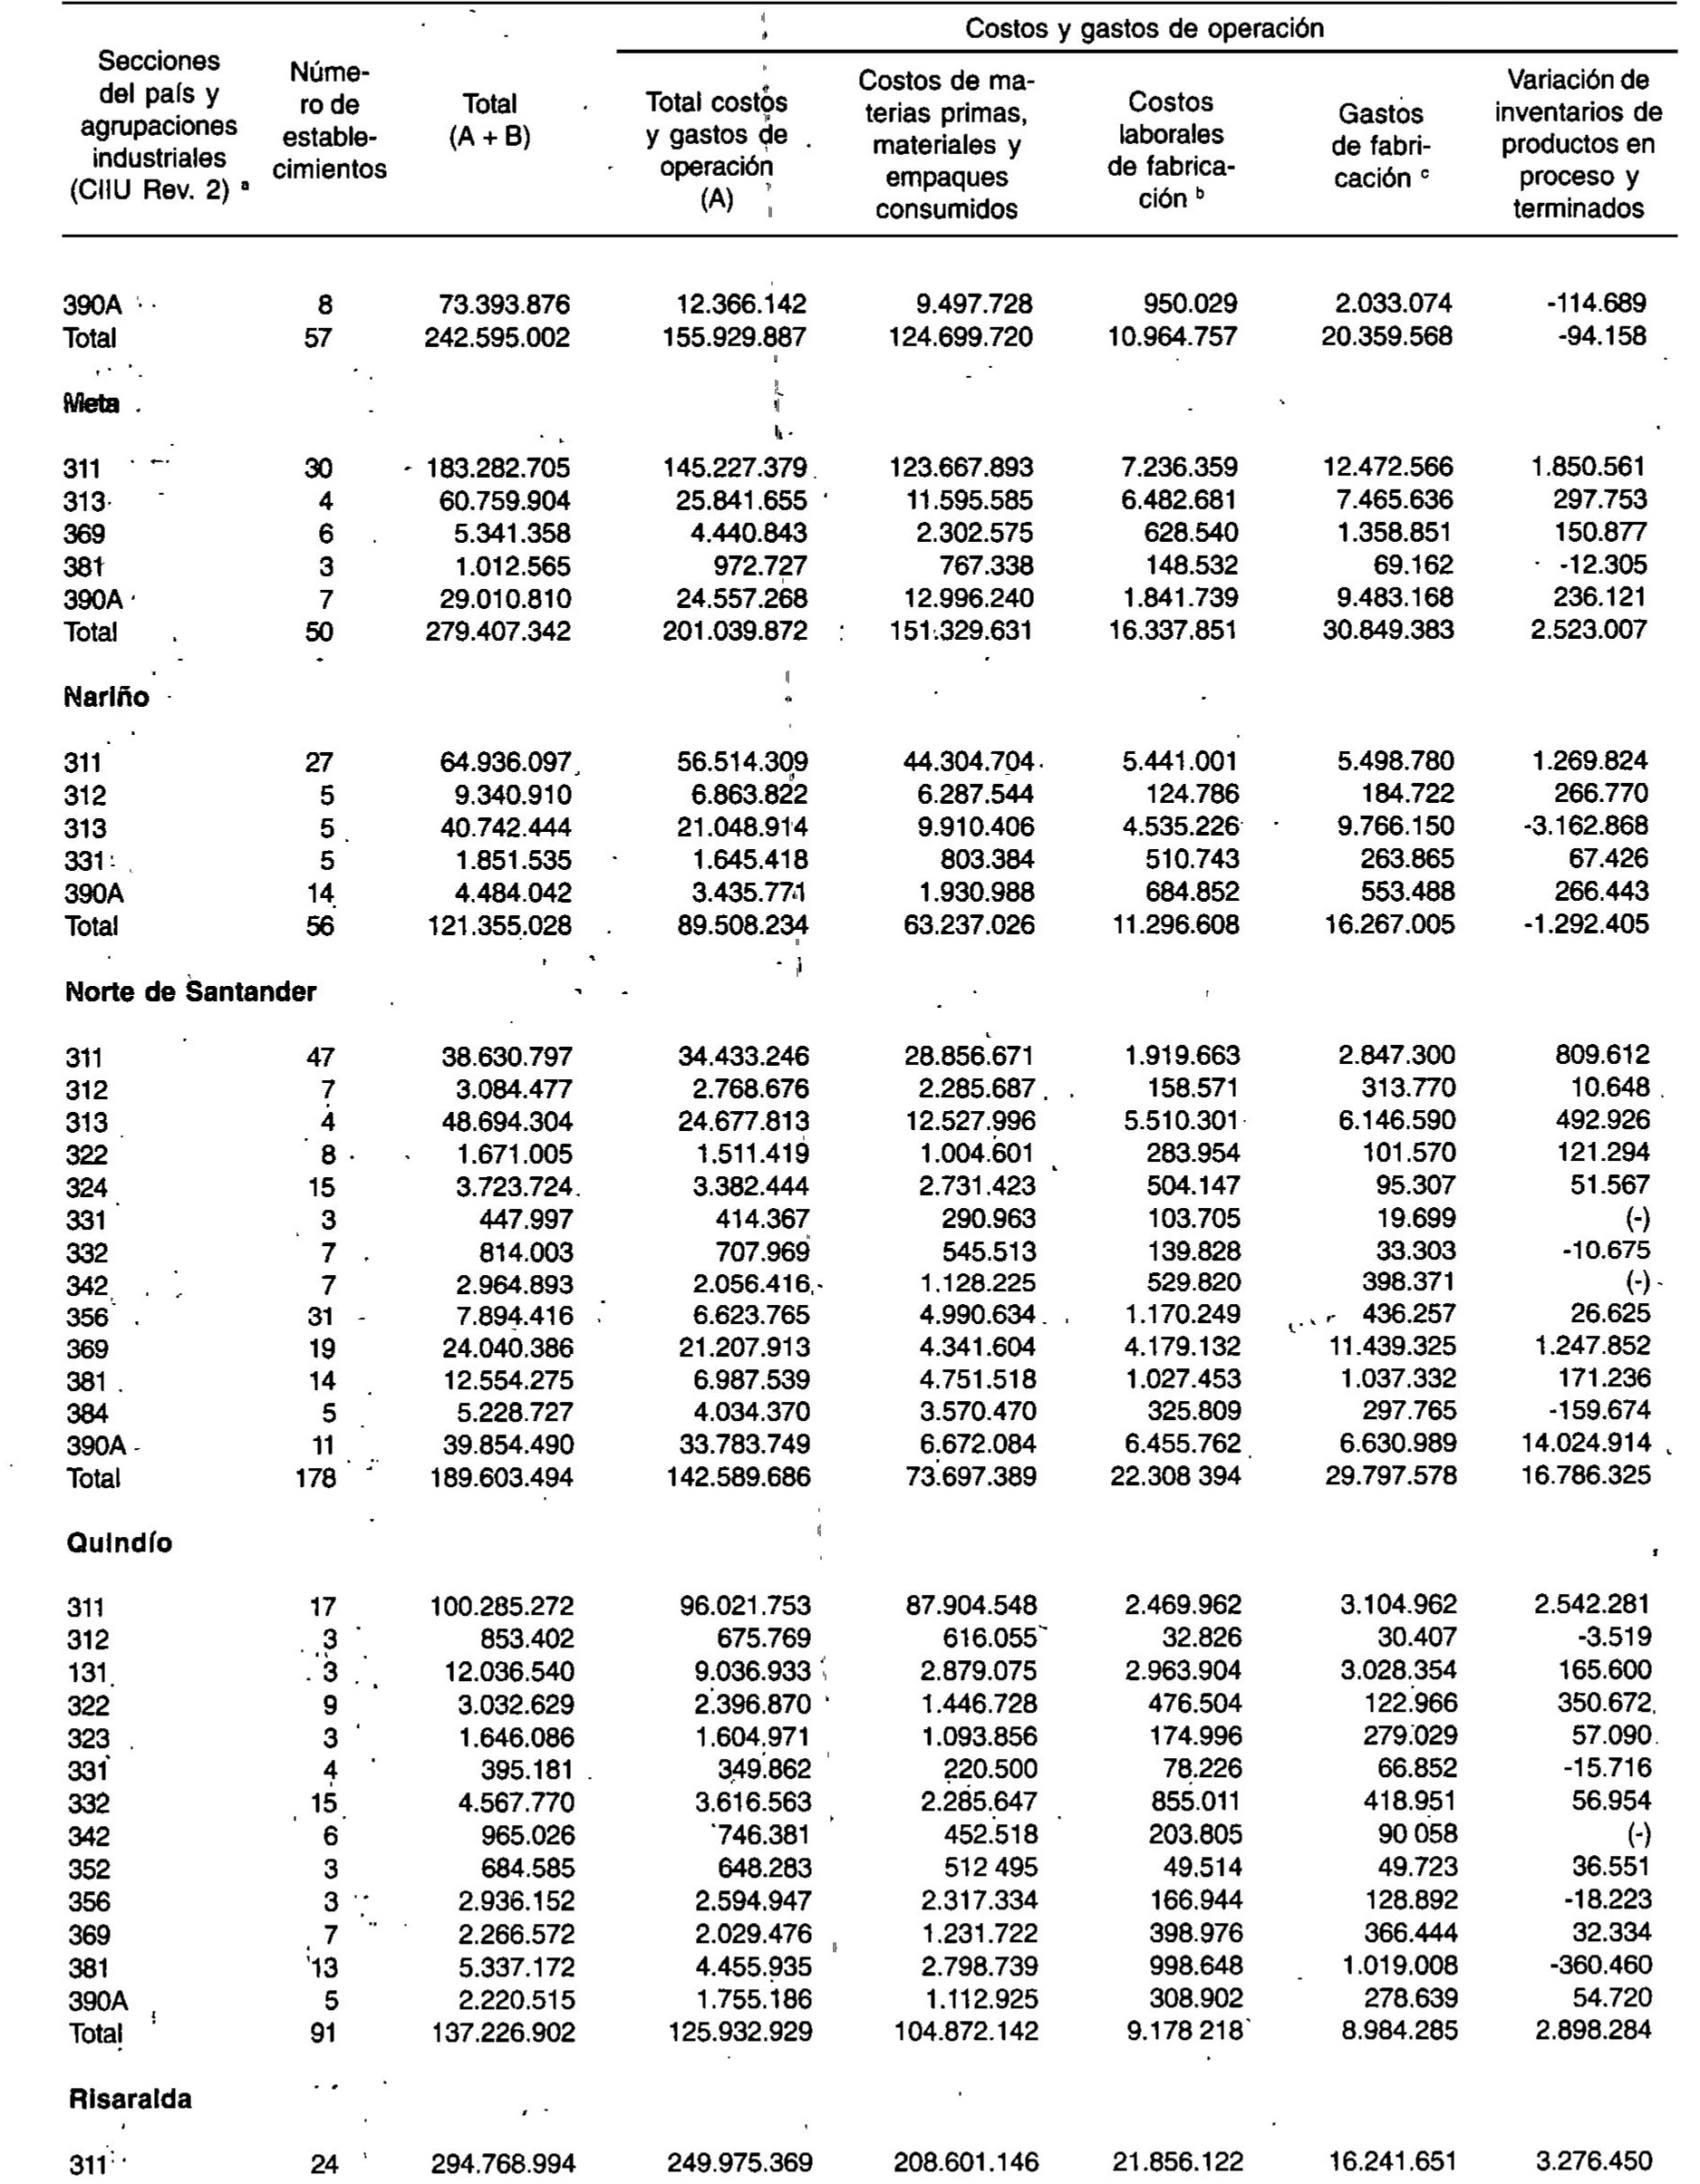 Costos y gastos de operación
Secciones
del país y
agrupaciones
industriales
(CIIU Rev. 2) a
Núme-
ro de
estable-
cimientos
Total
(A + B)
Total costos
y gastos de
operación
(A)
Costos de ma-
terias primas,
materiales y
empaques
consumidos
Costos
laborales
de fabrica-
ción b
Gastos
de fabri-
cación c
Variación de
inventarios de
productos en
proceso y
terminados
390A 8 73.393.876 12.366.142 9.497.728 950.029 2.033.074 -114.689
Total 57 242.595.002 155.929.887 124.699.720 10.964.757 20.359.568 -94.158
Meta
311 30 183.282.705 145.227.379 123.667.893 7.236.359 12.472.566 1.850.561
313 4 60.759.904 25.841.655 11.595.585 6.482.681 7.465.636 297.753
369 6 5.341.358 4.440.843 2.302.575 628.540 1.358.851 150.877
381 3 1.012.565 972.727 767.338 148.532 69.162 -12.305
390A 7 29.010.810 24.557.268 12.996.240 1.841.739 9.483.168 236.121
Total 50 279.407.342 201.039.872 151.329.631 16.337.851 30.849.383 2.523.007
Nariño
311 27 64.936.097 56.514.309 44.304.704 5.441.001 5.498.780 1.269.824
312 5 9.340.910 6.863.822 6.287.544 124.786 184.722 266.770
313 5 40.742.444 21.048.914 9.910.406 4.535.226 9.766.150 -3.162.868
331 5 1.851.535 1.645.418 803.384 510.743 263.865 67.426
390A 14 4.484.042 3.435.771 1.930.988 684.852 553.488 266.443
Total 56 121.355.028 89.508.234 63.237.026 11.296.608 16.267.005 -1.292.405
Norte de Santander
311 47 38.630.797 34.433.246 28.856.671 1.919.663 2.847.300 809.612
312 7 3.084.477 2.768.676 2.285.687 158.571 313.770 10.648
313 4 48.694.304 24.677.813 12.527.996 5.510.301 6.146.590 492.926
322 8 1.671.005 1.511.419 1.004.601 283.954 101.570 121.294
324 15 3.723.724 3.382.444 2.731.423 504.147 95.307 51.567
331 3 447.997 414.367 290.963 103.705 19.699 (-)
332 7 814.003 707.969 545.513 139.828 33.303 -10.675
342 7 2.964.893 2.056.416 1.128.225 529.820 398.371 (-)
356 31 7.894.416 6.623.765 4.990.634 1.170.249 436.257 26.625
369 19 24.040.386 21.207.913 4.341.604 4.179.132 11.439.325 1.247.852
381 14 12.554.275 6.987.539 4.751.518 1.027.453 1.037.332 171.236
384 5 5.228.727 4.034.370 3.570.470 325.809 297.765 -159.674
390A 11 39.854.490 33.783.749 6.672.084 6.455.762 6.630.989 14.024.914
Total 178 189.603.494 142.589.686 73.697.389 22.308 394 29.797.578 16.786.325
Quindío
311 17 100.285.272 96.021.753 87.904.548 2.469.962 3.104.962 2.542.281
312 3 853.402 675.769 616.055 32.826 30.407 -3.519
131 3 12.036.540 9.036.933 2.879.075 2.963.904 3.028.354 165.600
322 9 3.032.629 2.396.870 1.446.728 476.504 122.966 350.672
323 3 1.646.086 1.604.971 1.093.856 174.996 279.029 57.090
331 4 395.181 349.862 220.500 78.226 66.852 -15.716
332 15 4.567.770 3.616.563 2.285.647 855.011 418.951 56.954
342 6 965.026 746.381 452.518 203.805 90 058 (-)
352 3 684.585 648.283 512 495 49.514 49.723 36.551
356 3 2.936.152 2.594.947 2.317.334 166.944 128.892 -18.223
369 7 2.266.572 2.029.476 1.231.722 398.976 366.444 32.334
381 13 5.337.172 4.455.935 2.798.739 998.648 1.019.008 -360.460
390A 5 2.220.515 1.755.186 1.112.925 308.902 278.639 54.720
Total 91 137.226.902 125.932.929 104.872.142 9.178 218 8.984.285 2.898.284
Risaralda
311 24 294.768.994 249.975.369 208.601.146 21.856.122 16.241.651 3.276.450